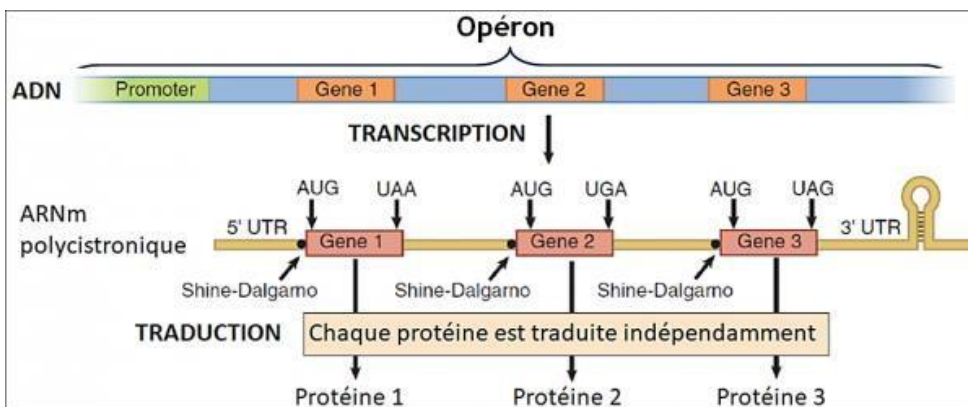 Opéron
ADN Promoter Gene 1 Gene 2 Gene 3
TRANSCRIPTION
AUG UAA AUG UGA AUG UAG
ARNm
polycistronique
5' UTR Gene 1 Gene 2 Gene 3 3' UTR
Shine-Dalgarno Shine-Dalgarno Shine-Dalgarno
TRADUCTION Chaque protéine est traduite indépendamment
Protéine 1 Protéine 2 Protéine 3